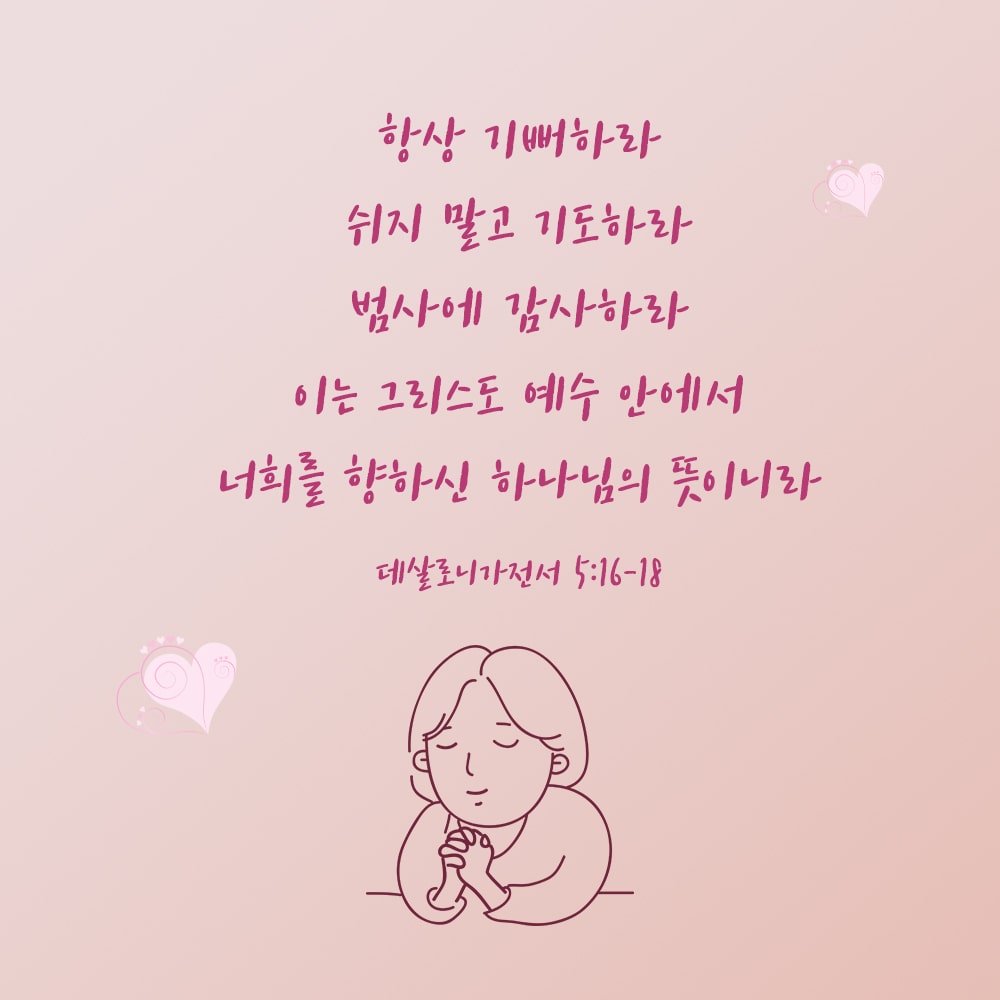 항상 기뻐하라
쉬지 말고 기도하라
범사에 감사하라
이는 그리스도 예수 안에서
너희를 향하신 하나님의 뜻이니라
데살로니가전서 5:16-18